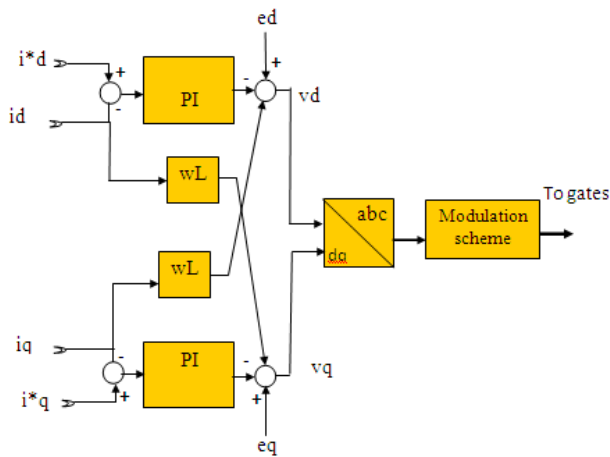 ed
i*d
+
-
PI
-
+
vd
id
wL
To gates
abc
dq
Modulation
scheme
wL
iq
-
+
PI
-
+
vq
i*q
eq